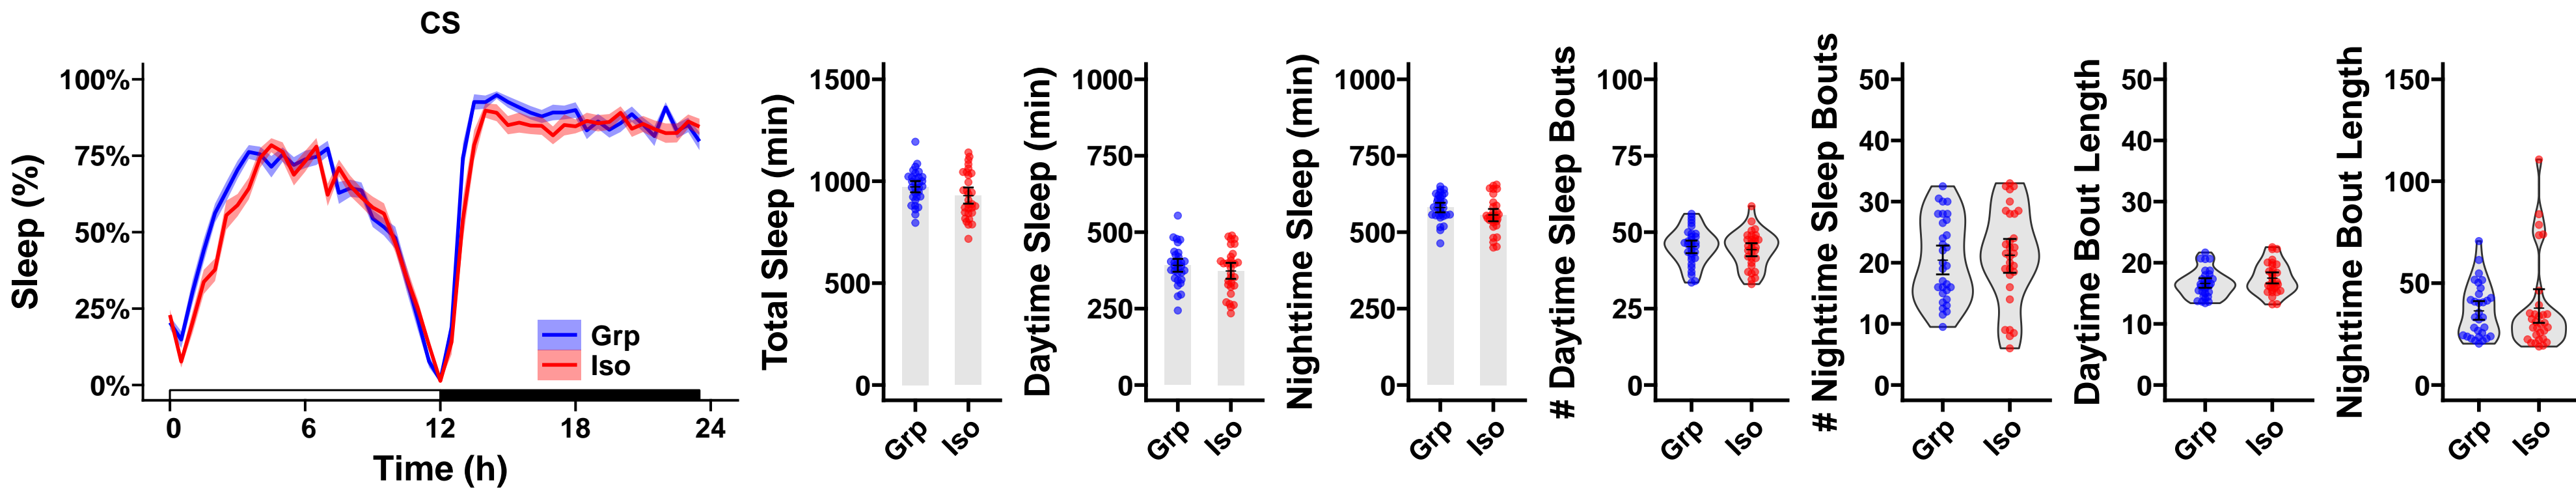 CS
Sleep (%)
100%
75%
50%
25%
0%
Grp
Iso
0 6 12 18 24
Time (h)
Total Sleep (min)
1500
1000
500
0
Grp Iso
Daytime Sleep (min)
1000
750
500
250
0
Grp Iso
Nighttime Sleep (min)
1000
750
500
250
0
Grp Iso
# Daytime Sleep Bouts
100
75
50
25
0
Grp Iso
# Nighttime Sleep Bouts
50
40
30
20
10
0
Grp Iso
Daytime Bout Length
50
40
30
20
10
0
Grp Iso
Nighttime Bout Length
150
100
50
0
Grp Iso